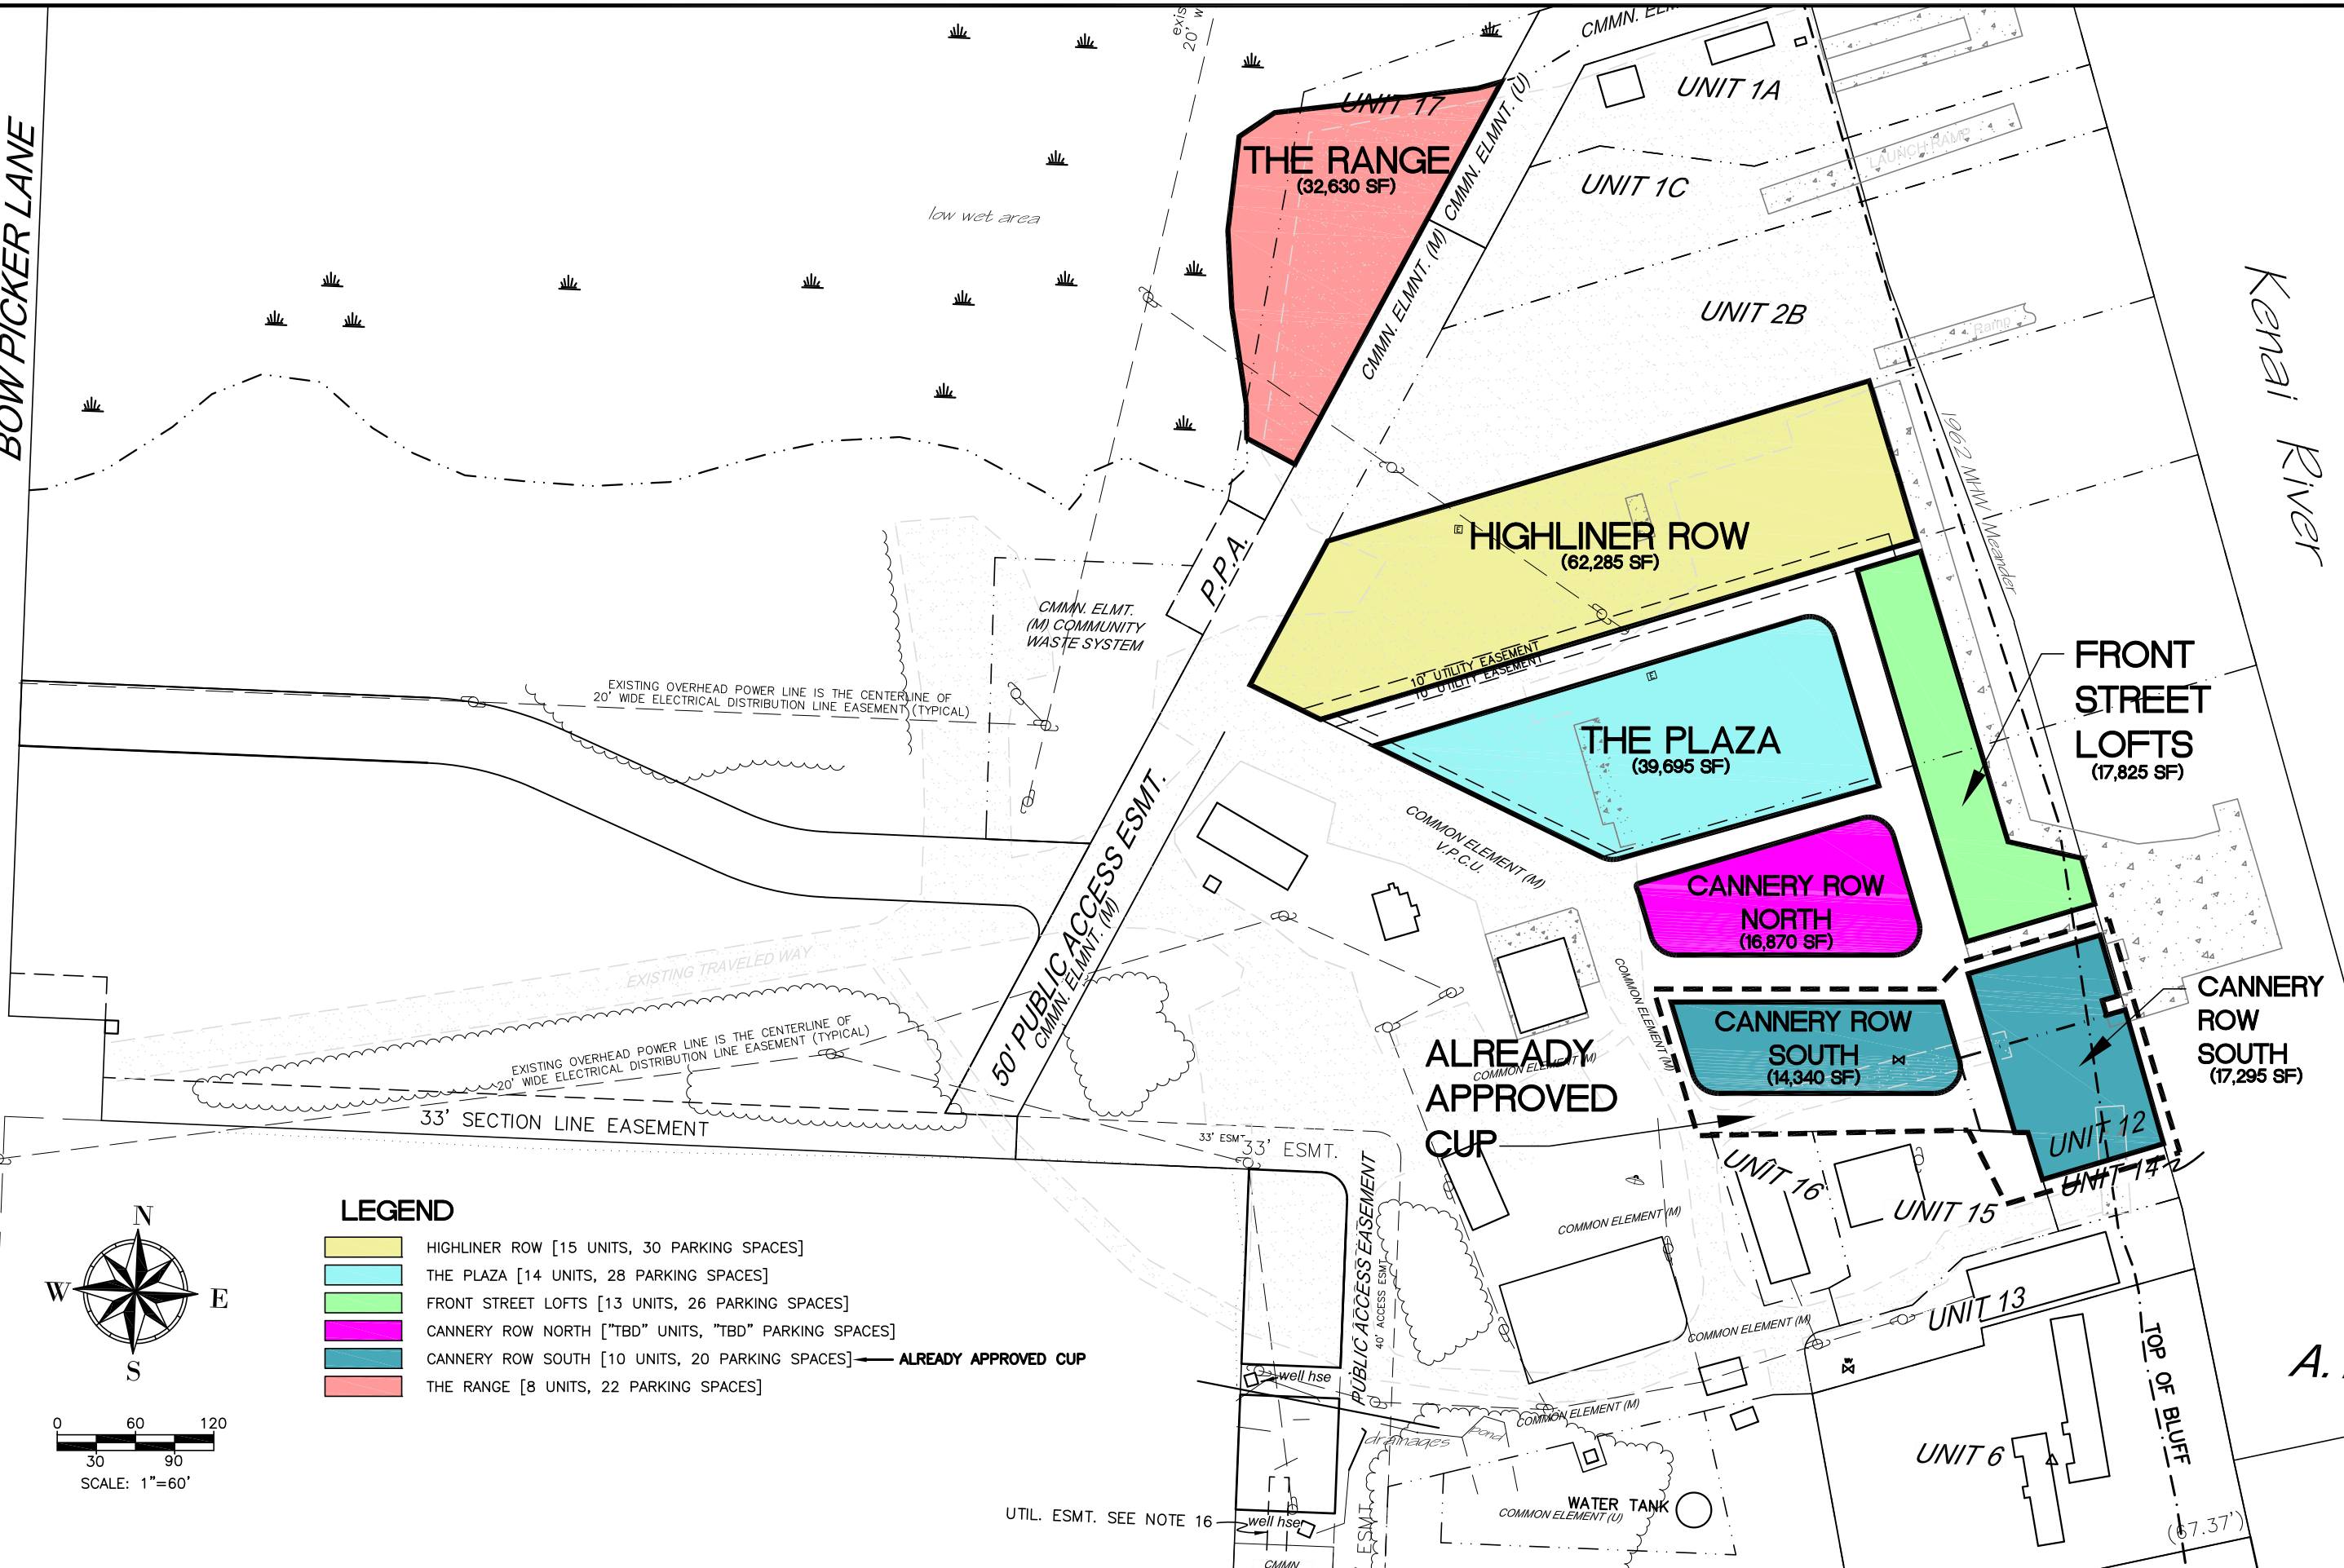 CMMN.
BOW PICKER LANE
low wet area
UNIT 17
THE RANGE
(32,630 SF)
CMMN. ELMNT. (U)
CMMN. ELMNT. (M)
UNIT 1A
UNIT 1C
UNIT 2B
LAUNCH RAMP
Ramp
Kenai River
1962 MHW Meander
HIGHLINER ROW
(62,285 SF)
P.P.A.
CMMN. ELMT.
(M) COMMUNITY
WASTE SYSTEM
10' UTILITY EASEMENT
10' UTILITY EASEMENT
EXISTING OVERHEAD POWER LINE IS THE CENTERLINE OF
20' WIDE ELECTRICAL DISTRIBUTION LINE EASEMENT (TYPICAL)
THE PLAZA
(39,695 SF)
FRONT
STREET
LOFTS
(17,825 SF)
COMMON ELEMENT (M)
V.P.C.U.
50' PUBLIC ACCESS ESMT.
CMMN. ELMNT. (M)
CANNERY ROW
NORTH
(16,870 SF)
EXISTING TRAVELED WAY
COMMON ELEMENT (M)
CANNERY ROW
SOUTH
(14,340 SF)
CANNERY
ROW
SOUTH
(17,295 SF)
EXISTING OVERHEAD POWER LINE IS THE CENTERLINE OF
20' WIDE ELECTRICAL DISTRIBUTION LINE EASEMENT (TYPICAL)
ALREADY
APPROVED
CUP
COMMON ELEMENT (M)
33' SECTION LINE EASEMENT
33' ESMT.
33' ESMT.
UNIT 12
UNIT 14
UNIT 16
UNIT 15
COMMON ELEMENT (M)
PUBLIC ACCESS EASEMENT
40' ACCESS ESMT.
N
W
E
S
LEGEND
HIGHLINER ROW [15 UNITS, 30 PARKING SPACES]
THE PLAZA [14 UNITS, 28 PARKING SPACES]
FRONT STREET LOFTS [13 UNITS, 26 PARKING SPACES]
CANNERY ROW NORTH ["TBD" UNITS, "TBD" PARKING SPACES]
CANNERY ROW SOUTH [10 UNITS, 20 PARKING SPACES] ALREADY APPROVED CUP
THE RANGE [8 UNITS, 22 PARKING SPACES]
0 60 120
30 90
SCALE: 1"=60'
UNIT 13
COMMON ELEMENT (M)
TOP OF BLUFF
well hse
COMMON ELEMENT (M)
drainages
pond
UNIT 6
WATER TANK
COMMON ELEMENT (U)
UTIL. ESMT. SEE NOTE 16
well hse
ESMT
CMMN
(67.37')
A.